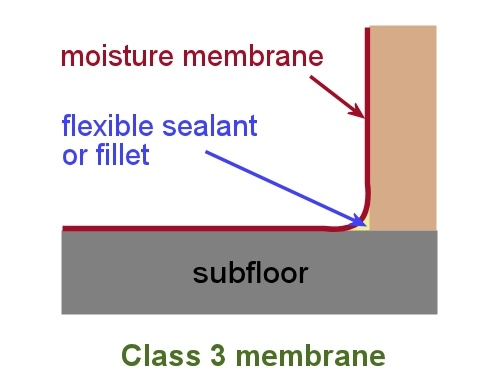 moisture membrane
flexible sealant
or fillet
subfloor
Class 3 membrane